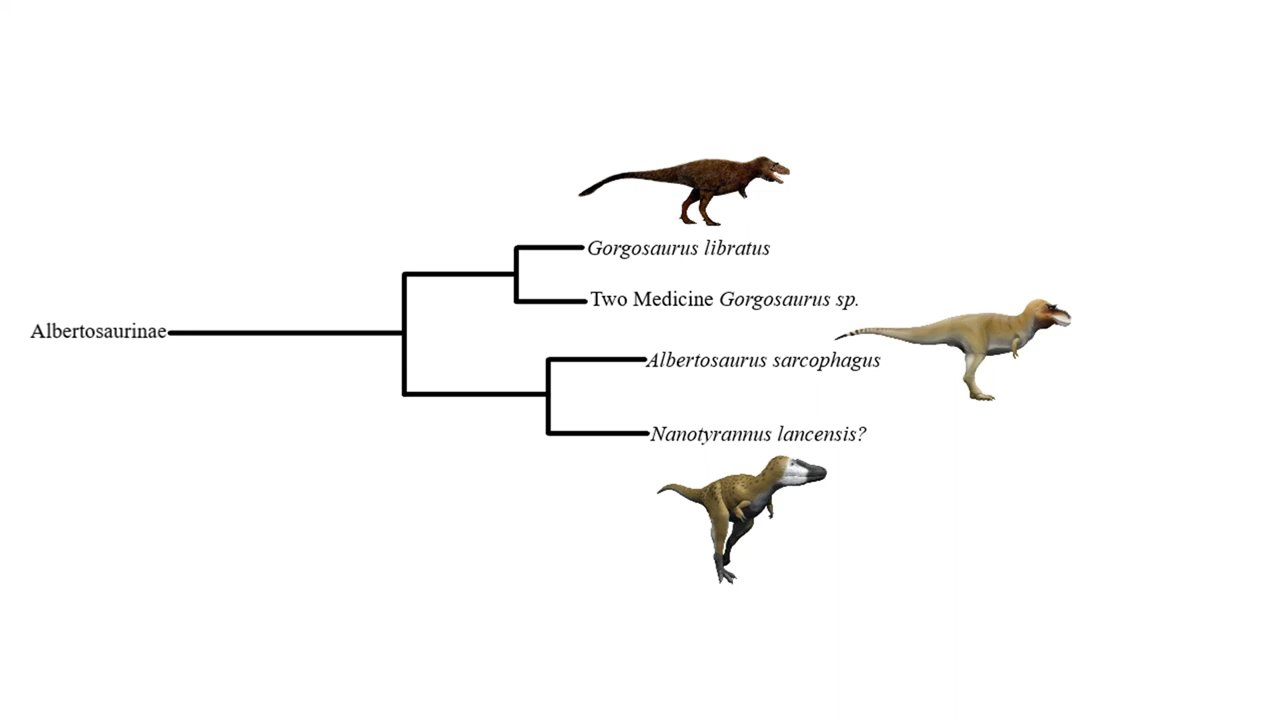 Gorgosaurus libratus
Two Medicine Gorgosaurus sp.
Albertosaurinae
Albertosaurus sarcophagus
Nanotyrannus lancensis?